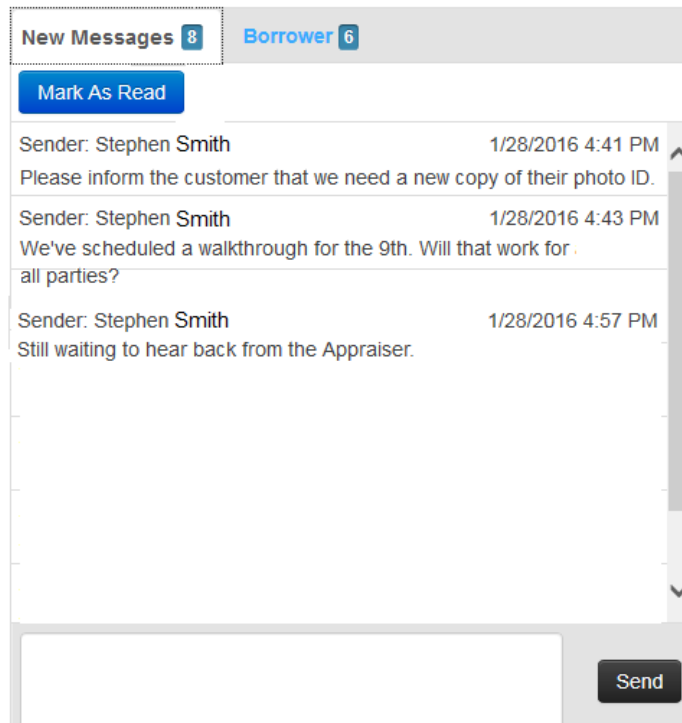 New Messages 8 Borrower 6
Mark As Read
Sender: Stephen Smith 1/28/2016 4:41 PM
Please inform the customer that we need a new copy of their photo ID.
Sender: Stephen Smith 1/28/2016 4:43 PM
We've scheduled a walkthrough for the 9th. Will that work for
all parties?
Sender: Stephen Smith 1/28/2016 4:57 PM
Still waiting to hear back from the Appraiser.
Send